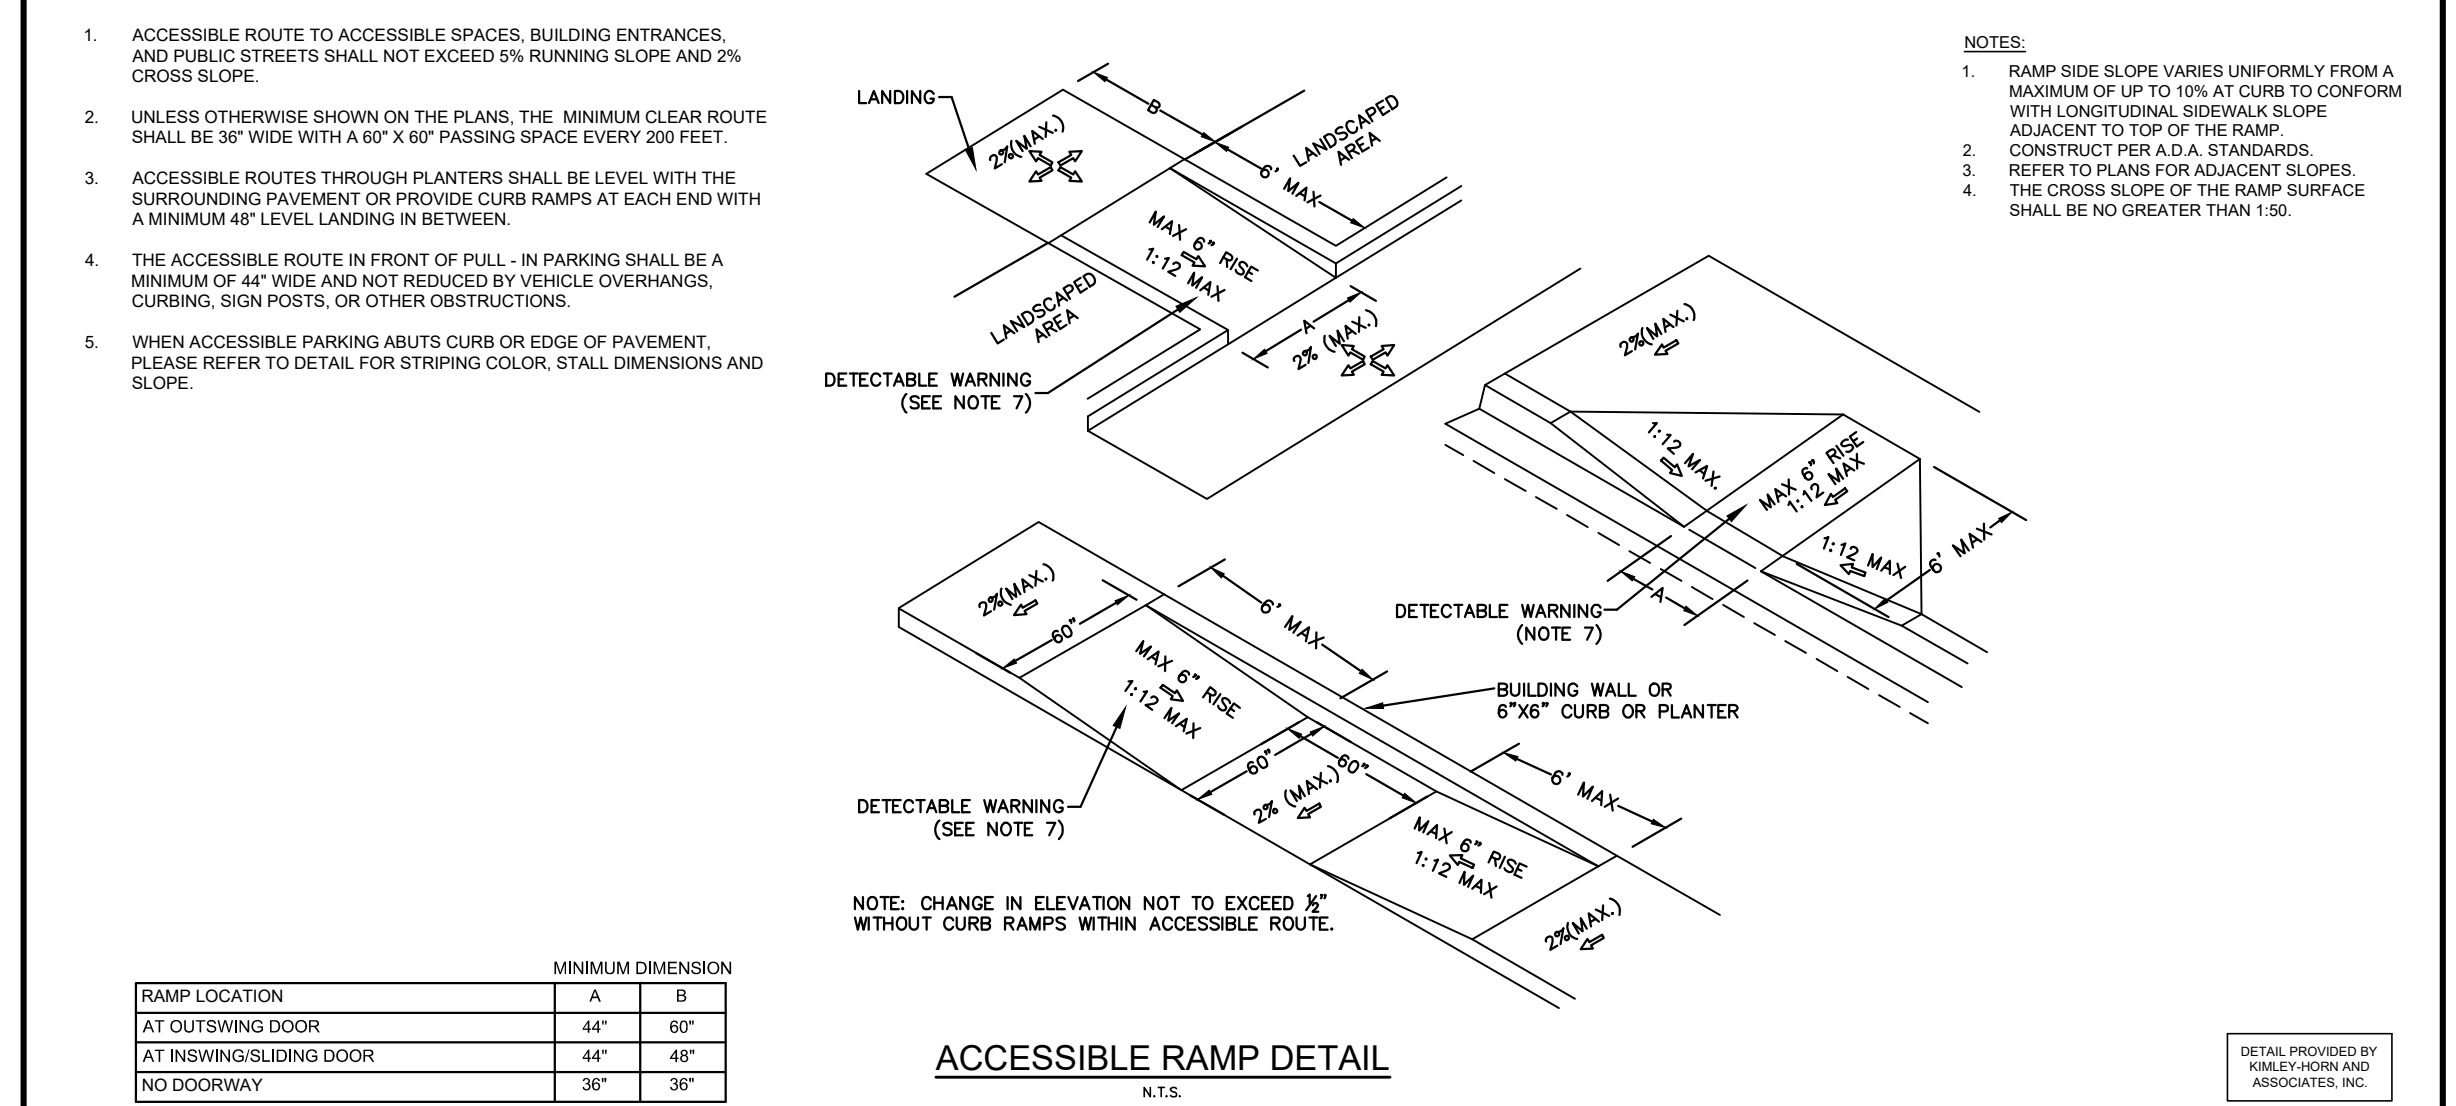 1. ACCESSIBLE ROUTE TO ACCESSIBLE SPACES, BUILDING ENTRANCES,
AND PUBLIC STREETS SHALL NOT EXCEED 5% RUNNING SLOPE AND 2%
CROSS SLOPE.
2. UNLESS OTHERWISE SHOWN ON THE PLANS, THE MINIMUM CLEAR ROUTE
SHALL BE 36" WIDE WITH A 60" X 60" PASSING SPACE EVERY 200 FEET.
3. ACCESSIBLE ROUTES THROUGH PLANTERS SHALL BE LEVEL WITH THE
SURROUNDING PAVEMENT OR PROVIDE CURB RAMPS AT EACH END WITH
A MINIMUM 48" LEVEL LANDING IN BETWEEN.
4. THE ACCESSIBLE ROUTE IN FRONT OF PULL - IN PARKING SHALL BE A
MINIMUM OF 44" WIDE AND NOT REDUCED BY VEHICLE OVERHANGS,
CURBING, SIGN POSTS, OR OTHER OBSTRUCTIONS.
5. WHEN ACCESSIBLE PARKING ABUTS CURB OR EDGE OF PAVEMENT,
PLEASE REFER TO DETAIL FOR STRIPING COLOR, STALL DIMENSIONS AND
SLOPE.
LANDING
2%(MAX.)
B
6' MAX
LANDSCAPED
AREA
MAX 6" RISE
1:12 MAX
LANDSCAPED
AREA
A
2% (MAX.)
DETECTABLE WARNING
(SEE NOTE 7)
NOTES:
1. RAMP SIDE SLOPE VARIES UNIFORMLY FROM A
MAXIMUM OF UP TO 10% AT CURB TO CONFORM
WITH LONGITUDINAL SIDEWALK SLOPE
ADJACENT TO TOP OF THE RAMP.
2. CONSTRUCT PER A.D.A. STANDARDS.
3. REFER TO PLANS FOR ADJACENT SLOPES.
4. THE CROSS SLOPE OF THE RAMP SURFACE
SHALL BE NO GREATER THAN 1:50.
2%(MAX.)
1:12 MAX.
MAX 6" RISE
1:12 MAX
1:12 MAX
6' MAX
A
DETECTABLE WARNING
(NOTE 7)
2%(MAX.)
60"
6' MAX
MAX 6" RISE
1:12 MAX
BUILDING WALL OR
6"X6" CURB OR PLANTER
60"
60"
2% (MAX.)
6' MAX
MAX 6" RISE
1:12 MAX
2%(MAX.)
DETECTABLE WARNING
(SEE NOTE 7)
NOTE: CHANGE IN ELEVATION NOT TO EXCEED ½"
WITHOUT CURB RAMPS WITHIN ACCESSIBLE ROUTE.
MINIMUM DIMENSION
RAMP LOCATION A B
AT OUTSWING DOOR 44" 60"
AT INSWING/SLIDING DOOR 44" 48"
NO DOORWAY 36" 36"
ACCESSIBLE RAMP DETAIL
N.T.S.
DETAIL PROVIDED BY
KIMLEY-HORN AND
ASSOCIATES, INC.